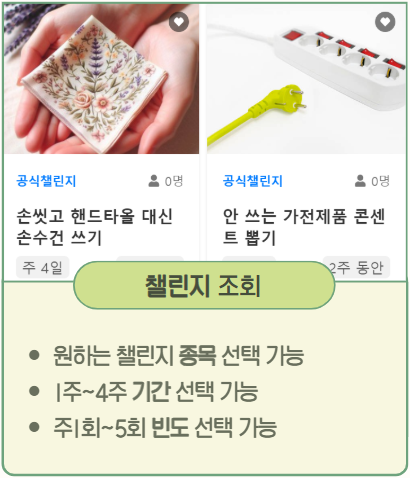 공식챌린지 0명
손씻고 핸드타올 대신
손수건 쓰기
주 4일
공식챌린지 0명
안 쓰는 가전제품 콘센
트 뽑기
2주 동안
챌린지 조회
원하는 챌린지 종목 선택 가능
1주~4주 기간 선택 가능
주1회~5회 빈도 선택 가능